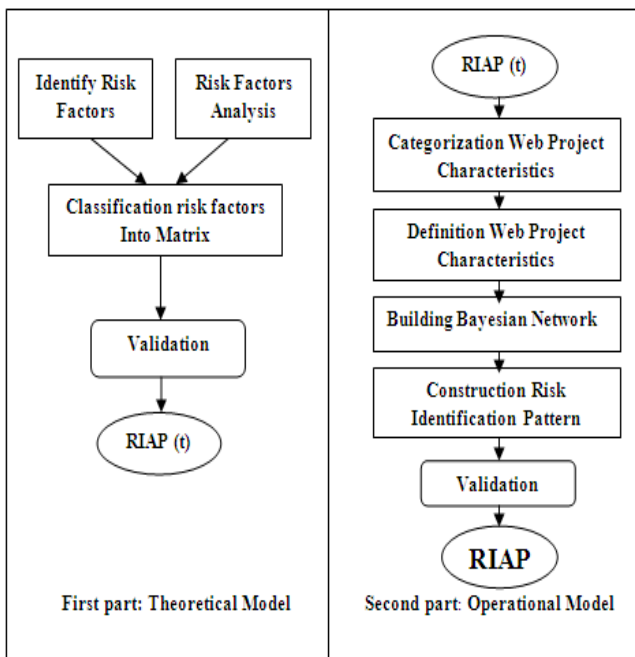 Identify Risk
Factors
Risk Factors
Analysis
Classification risk factors
Into Matrix
Validation
RIAP (t)
First part: Theoretical Model
RIAP (t)
Categorization Web Project
Characteristics
Definition Web Project
Characteristics
Building Bayesian Network
Construction Risk
Identification Pattern
Validation
RIAP
Second part: Operational Model